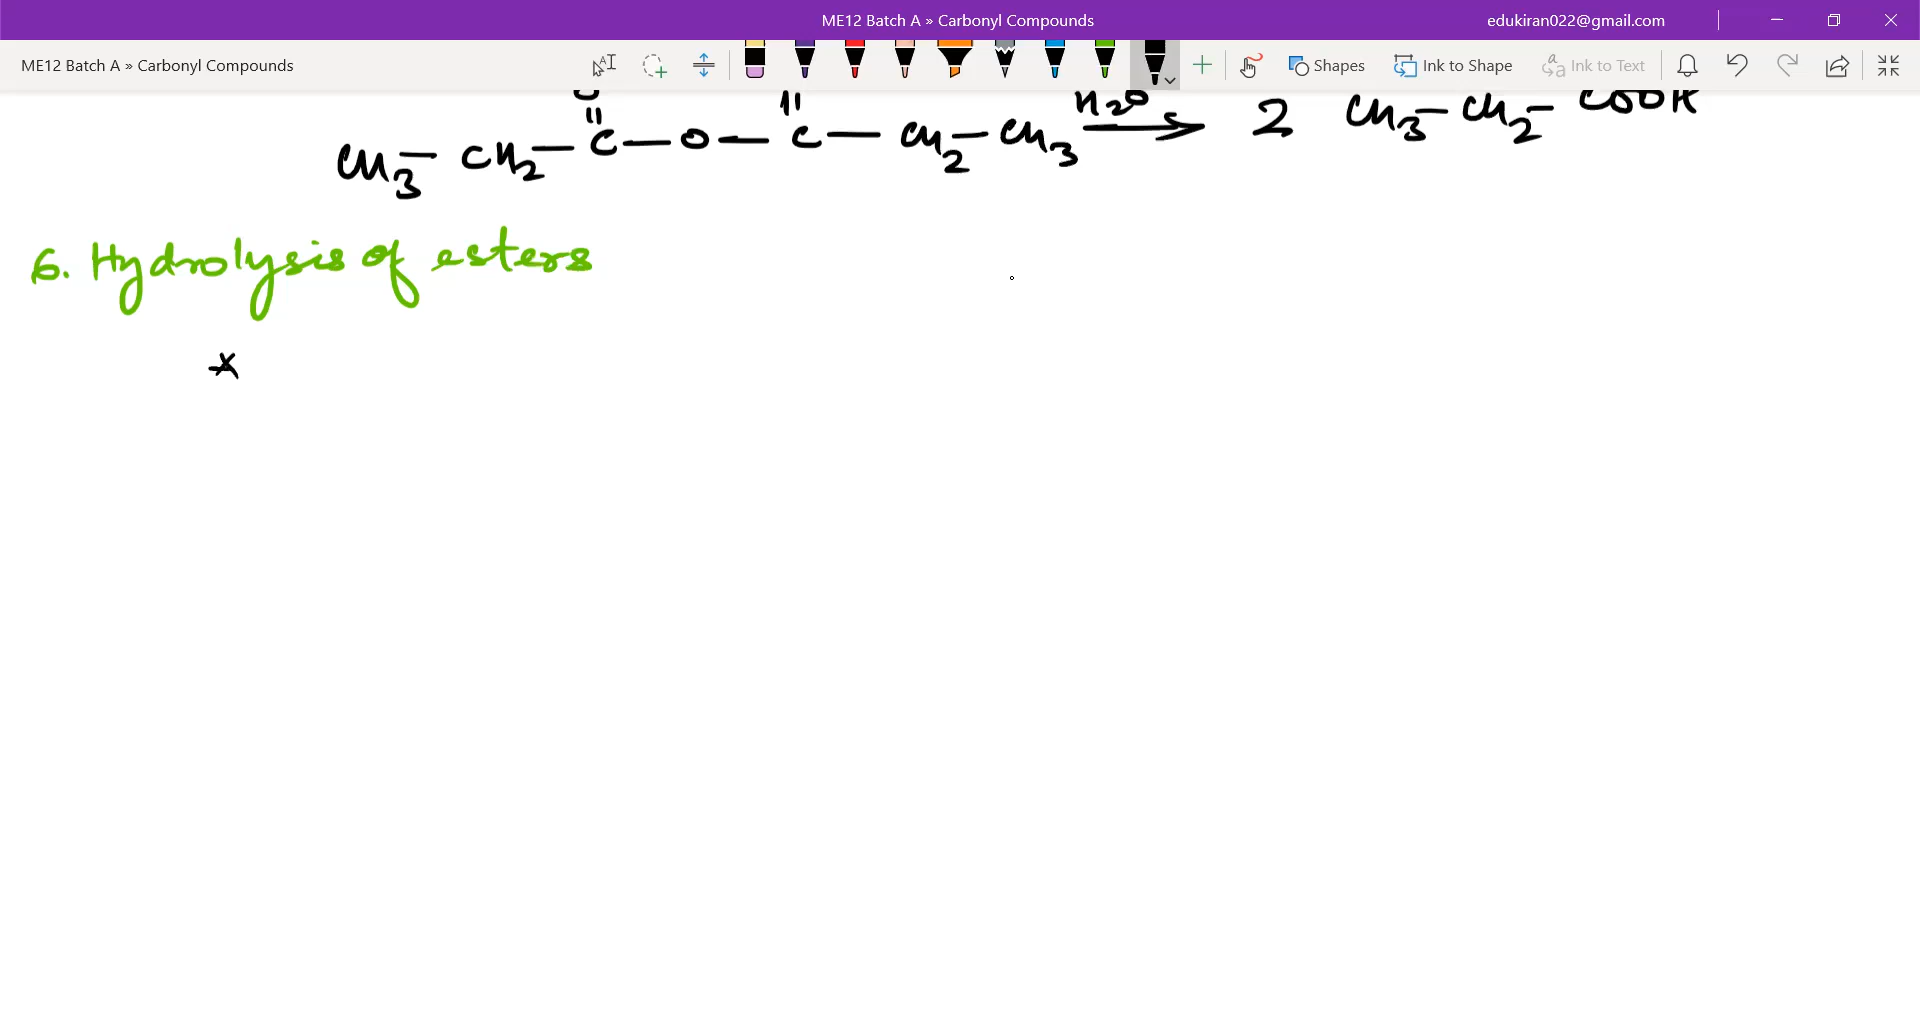 ME12 Batch A » Carbonyl Compounds
edukiran022@gmail.com
ME12 Batch A » Carbonyl Compounds
Shapes
Ink to Shape
Ink to Text
O
||
||
CH3 — CH2 — C — O — C — CH2 — CH3 H2O → 2 CH3 — CH2 — COOH
6. Hydrolysis of esters
*